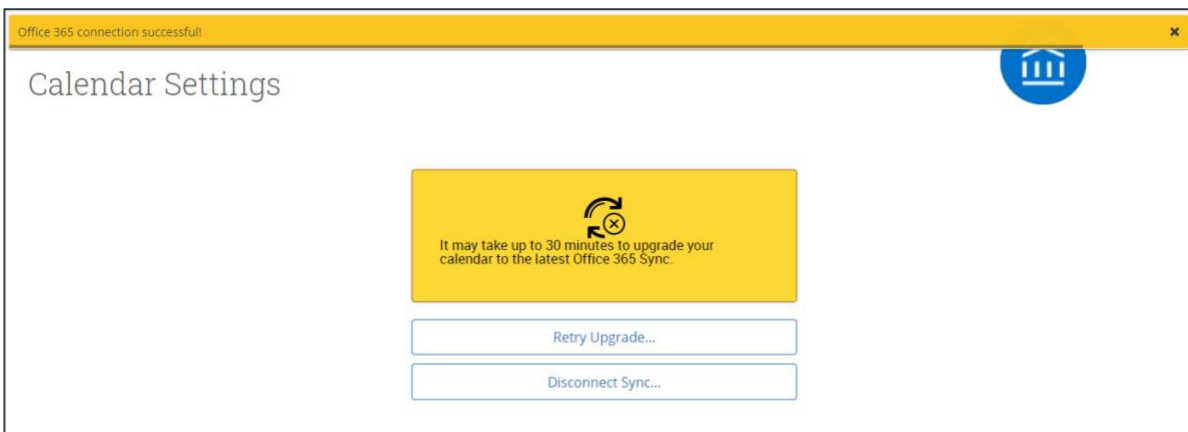 Office 365 connection successful!
Calendar Settings
It may take up to 30 minutes to upgrade your
calendar to the latest Office 365 Sync.
Retry Upgrade...
Disconnect Sync...